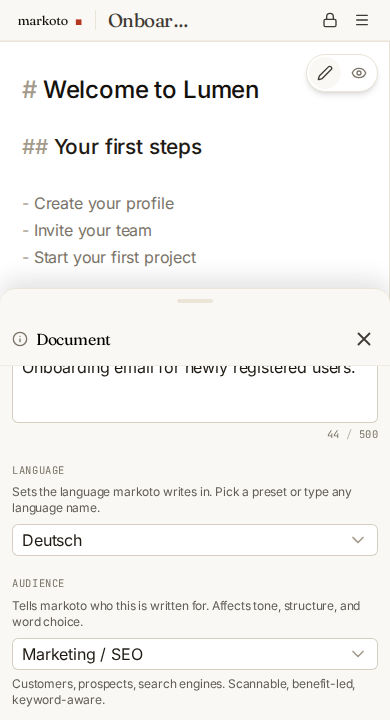 markoto
Onboar...
# Welcome to Lumen
## Your first steps
- Create your profile
- Invite your team
- Start your first project
Document
Onboarding email for newly registered users.
44 / 500
LANGUAGE
Sets the language markoto writes in. Pick a preset or type any
language name.
Deutsch
AUDIENCE
Tells markoto who this is written for. Affects tone, structure, and
word choice.
Marketing / SEO
Customers, prospects, search engines. Scannable, benefit-led,
keyword-aware.